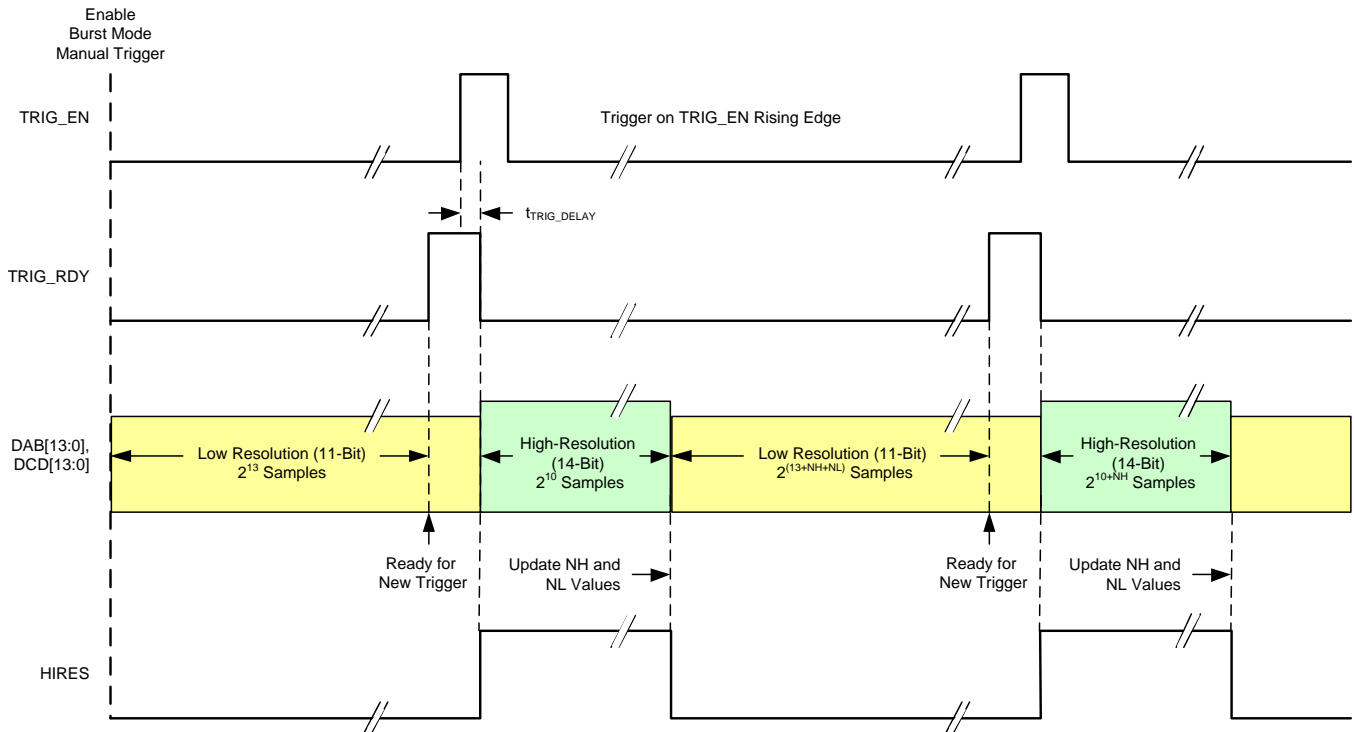 Enable
Burst Mode
Manual Trigger
TRIG_EN
Trigger on TRIG_EN Rising Edge
tTRIG_DELAY
TRIG_RDY
DAB[13:0],
DCD[13:0]
Low Resolution (11-Bit)
2^13 Samples
High-Resolution
(14-Bit)
2^10 Samples
Low Resolution (11-Bit)
2^(13+NH+NL) Samples
High-Resolution
(14-Bit)
2^10+NH Samples
Ready for
New Trigger
Update NH and
NL Values
Ready for
New Trigger
Update NH and
NL Values
HIRES